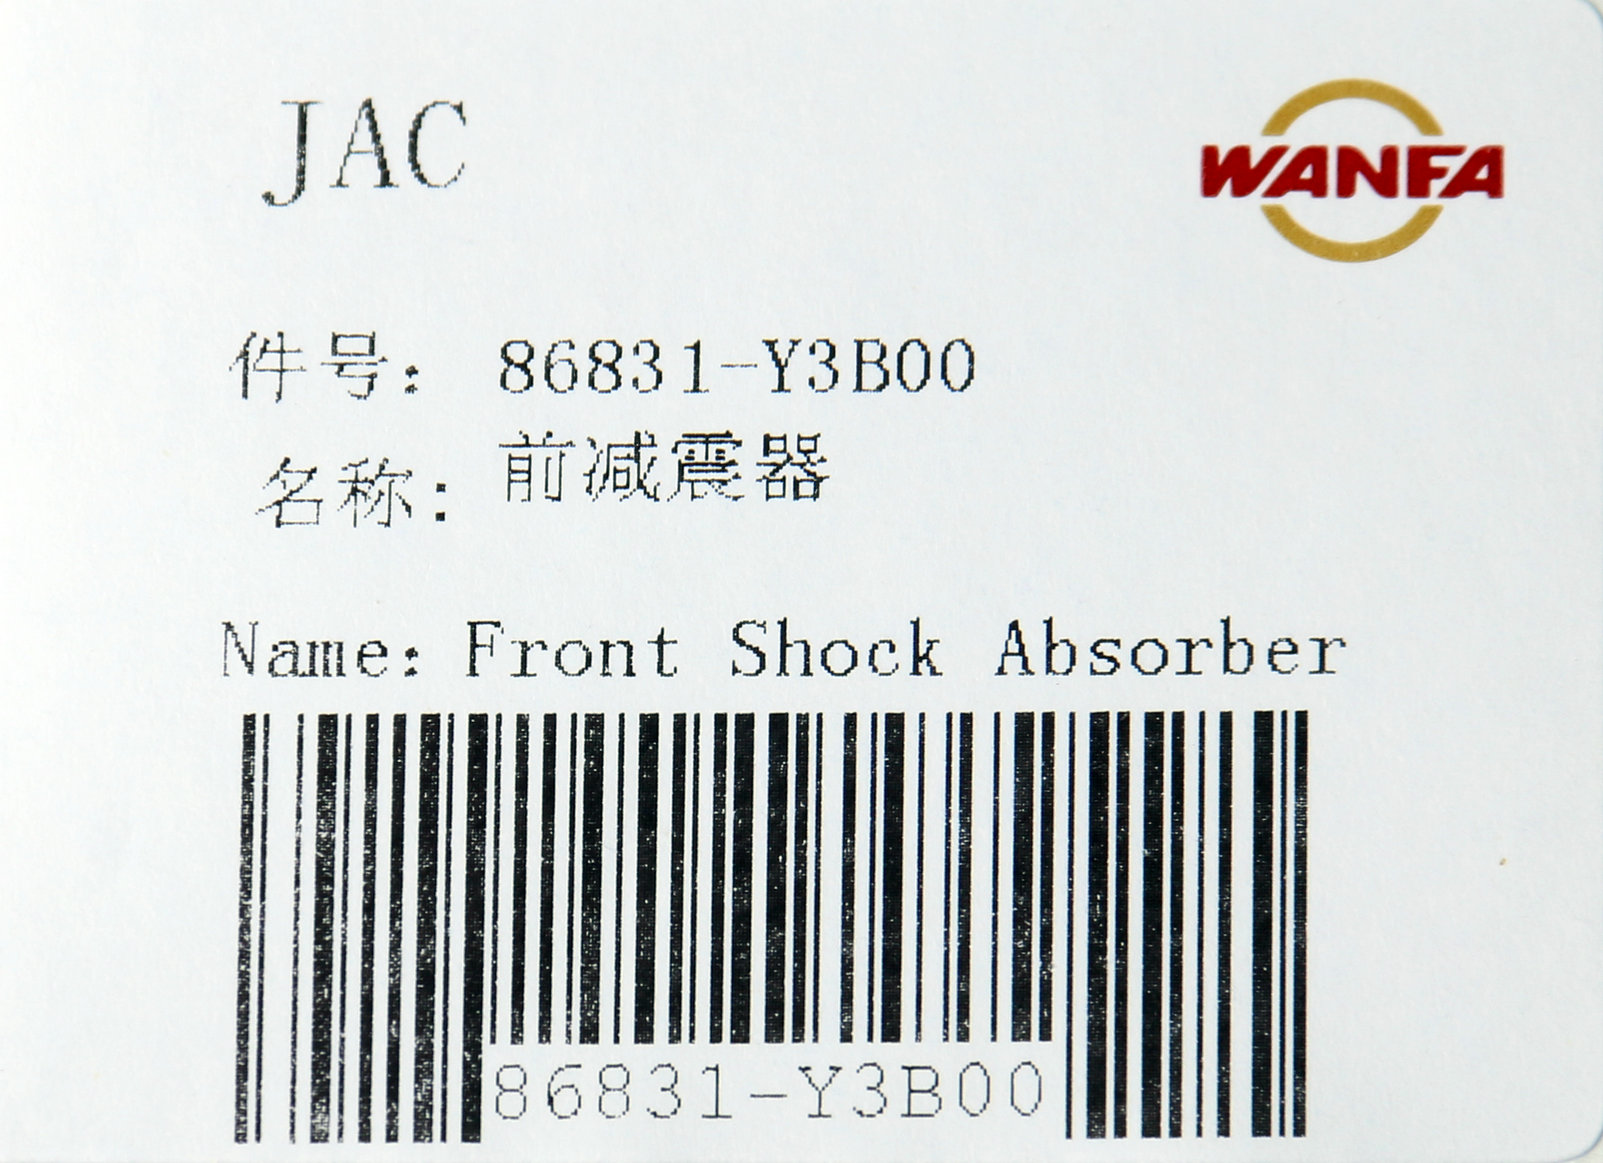 JAC
WANFA
件号: 86831-Y3B00
名称: 前减震器
Name: Front Shock Absorber
86831-Y3B00